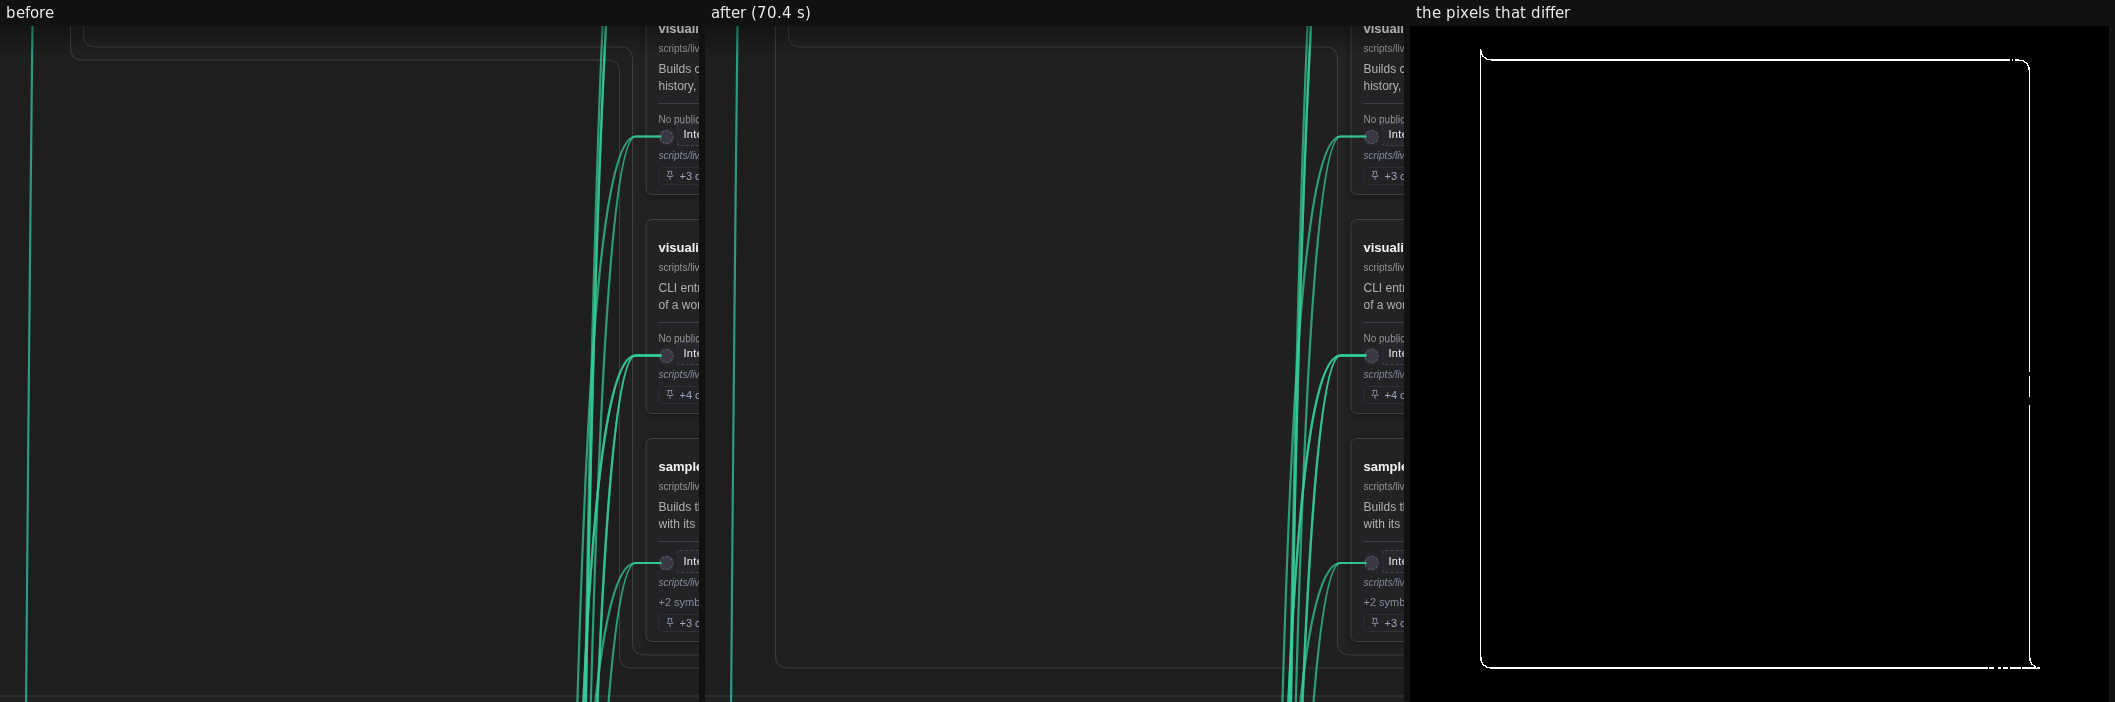 before
after (70.4 s)
the pixels that differ
visuali
scripts/liv
Builds
history,
No public
Inte
scripts/liv
+3
visuali
scripts/liv
CLI entr
of a wor
No public
Inte
scripts/liv
+4
sample
scripts/liv
Builds
with its
Inte
scripts/liv
+2 symb
+3
visuali
scripts/liv
Builds
history,
No public
Inte
scripts/liv
+3
visuali
scripts/liv
CLI entr
of a wor
No public
Inte
scripts/liv
+4
sample
scripts/liv
Builds
with its
Inte
scripts/liv
+2 symb
+3